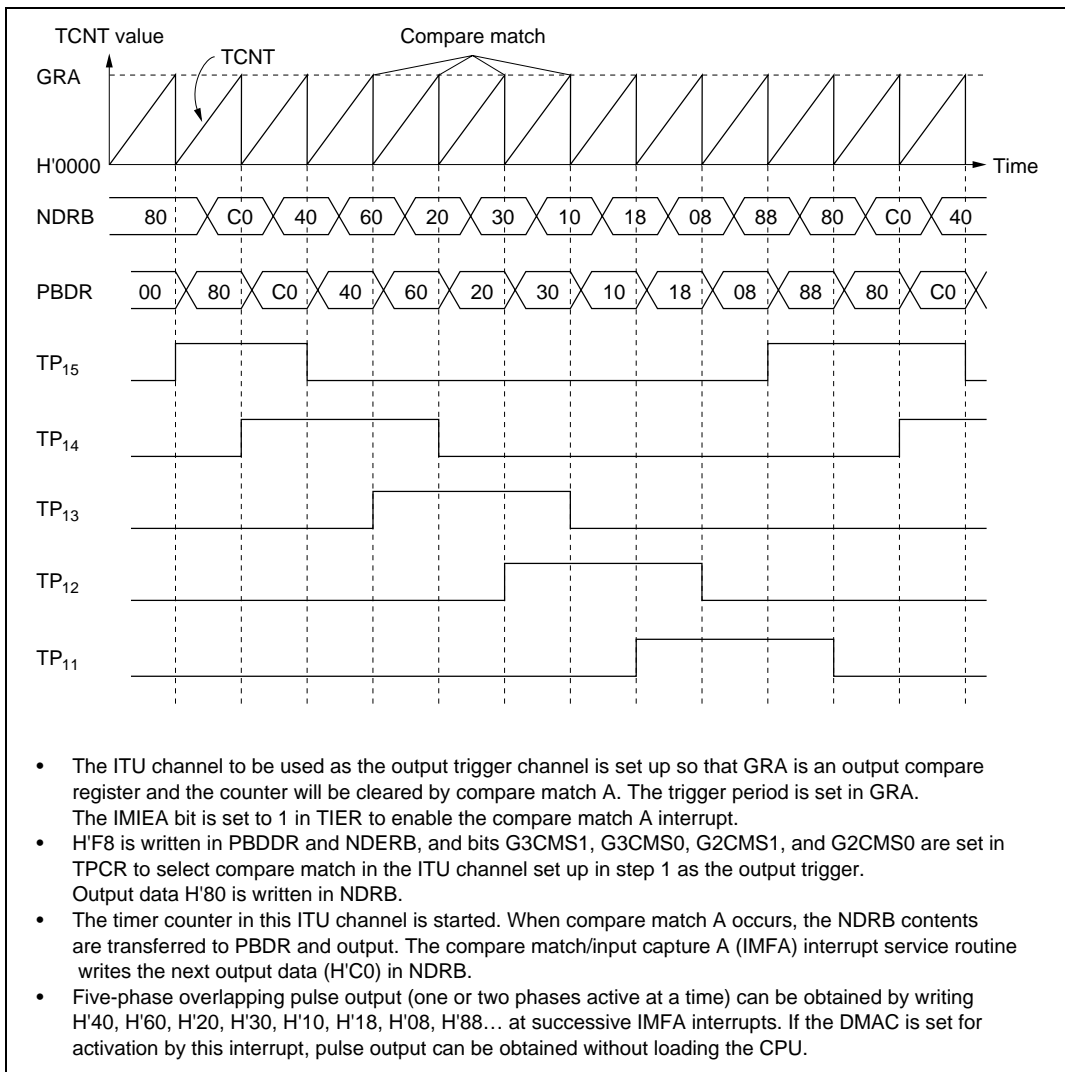 TCNT value
Compare match
TCNT
GRA
H'0000
Time
NDRB 80 C0 40 60 20 30 10 18 08 88 80 C0 40
PBDR 00 80 C0 40 60 20 30 10 18 08 88 80 C0
TP15
TP14
TP13
TP12
TP11
• The ITU channel to be used as the output trigger channel is set up so that GRA is an output compare
register and the counter will be cleared by compare match A. The trigger period is set in GRA.
The IMIEA bit is set to 1 in TIER to enable the compare match A interrupt.
• H'F8 is written in PBDDR and NDERB, and bits G3CMS1, G3CMS0, G2CMS1, and G2CMS0 are set in
TPCR to select compare match in the ITU channel set up in step 1 as the output trigger.
Output data H'80 is written in NDRB.
• The timer counter in this ITU channel is started. When compare match A occurs, the NDRB contents
are transferred to PBDR and output. The compare match/input capture A (IMFA) interrupt service routine
writes the next output data (H'C0) in NDRB.
• Five-phase overlapping pulse output (one or two phases active at a time) can be obtained by writing
H'40, H'60, H'20, H'30, H'10, H'18, H'08, H'88… at successive IMFA interrupts. If the DMAC is set for
activation by this interrupt, pulse output can be obtained without loading the CPU.